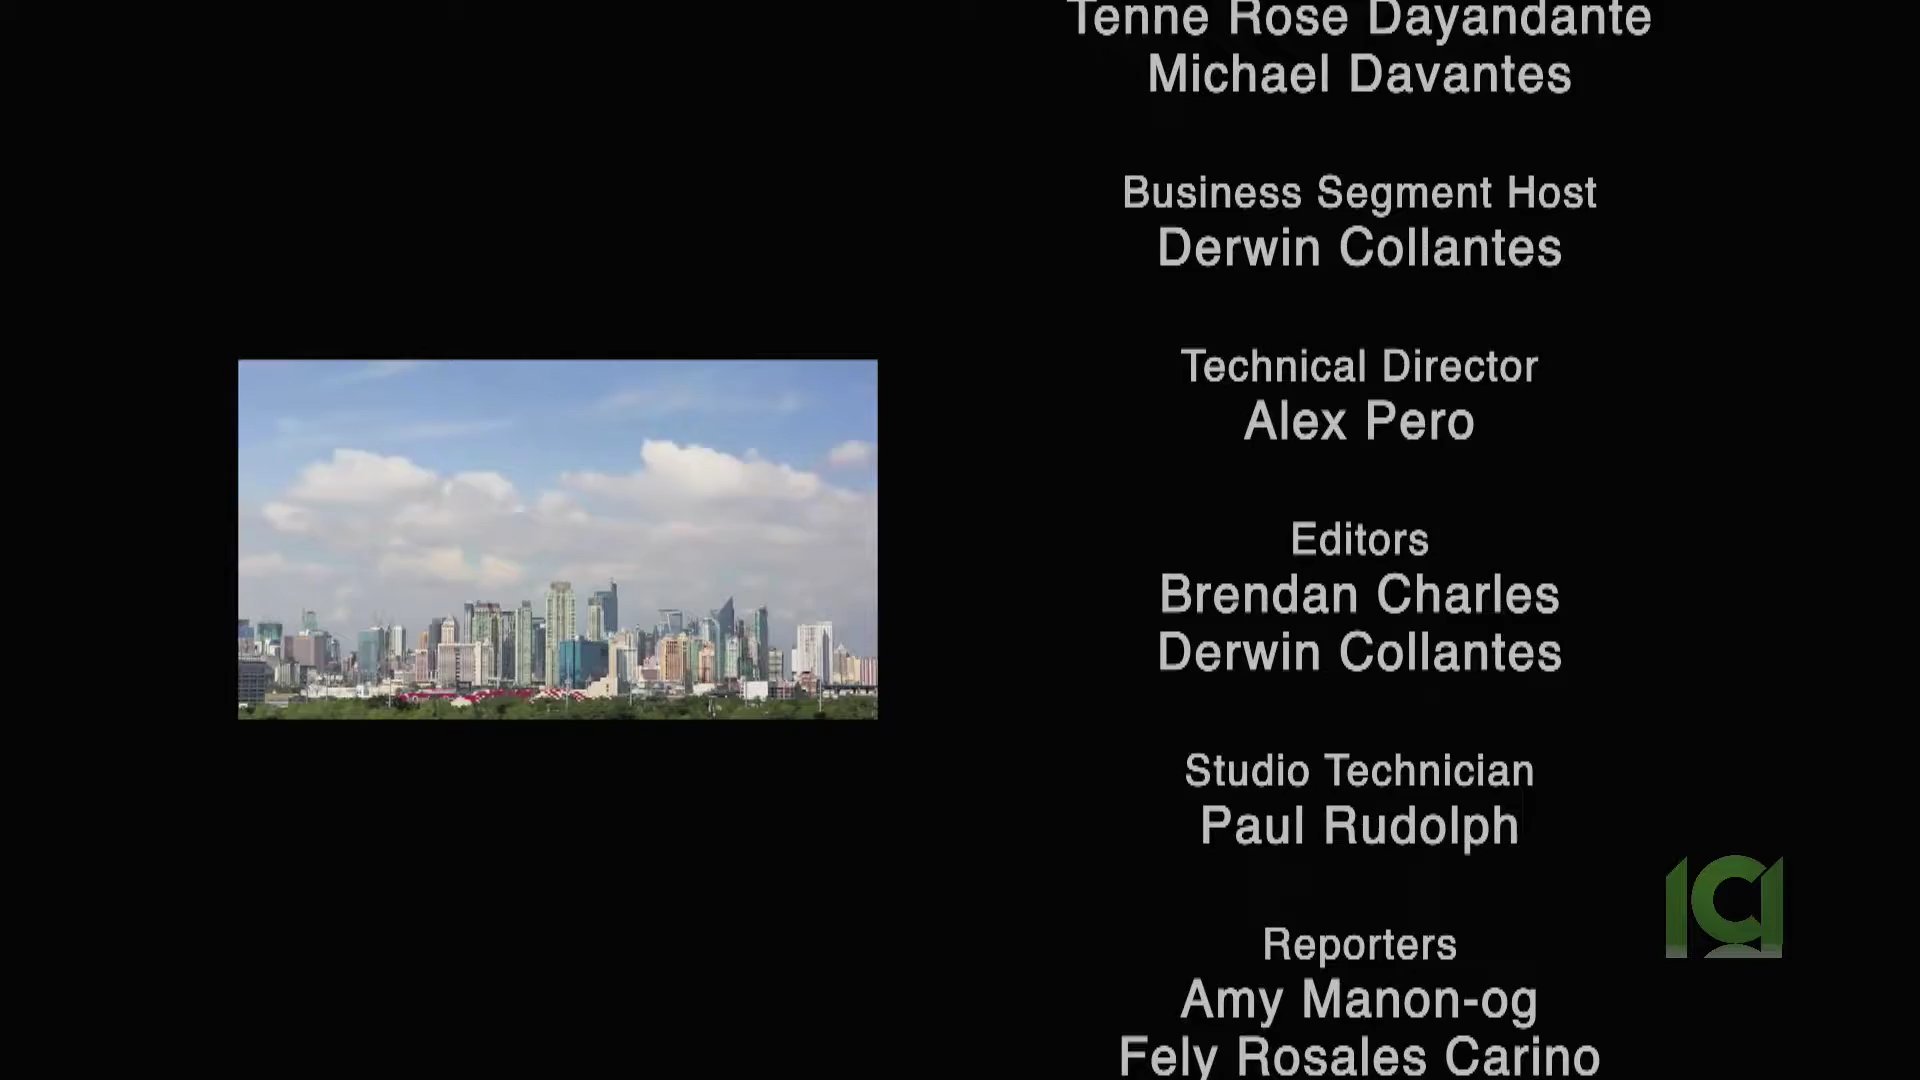 Tenne Rose Dayandante
Michael Davantes
Business Segment Host
Derwin Collantes
Technical Director
Alex Pero
Editors
Brendan Charles
Derwin Collantes
Studio Technician
Paul Rudolph
Reporters
Amy Manon-og
Fely Rosales Carino
ICI